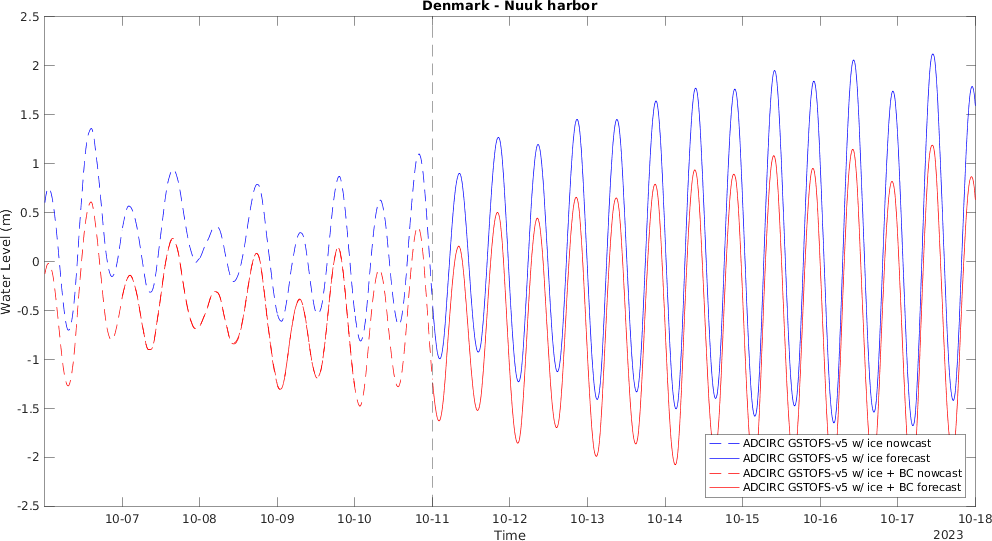 Denmark - Nuuk harbor
2.5
2
1.5
1
0.5
0
-0.5
-1
-1.5
-2
-2.5
Water Level (m)
ADCIRC GSTOFS-v5 w/ ice nowcast
ADCIRC GSTOFS-v5 w/ ice forecast
ADCIRC GSTOFS-v5 w/ ice + BC nowcast
ADCIRC GSTOFS-v5 w/ ice + BC forecast
10-07 10-08 10-09 10-10 10-11 10-12 10-13 10-14 10-15 10-16 10-17 10-18
Time
2023